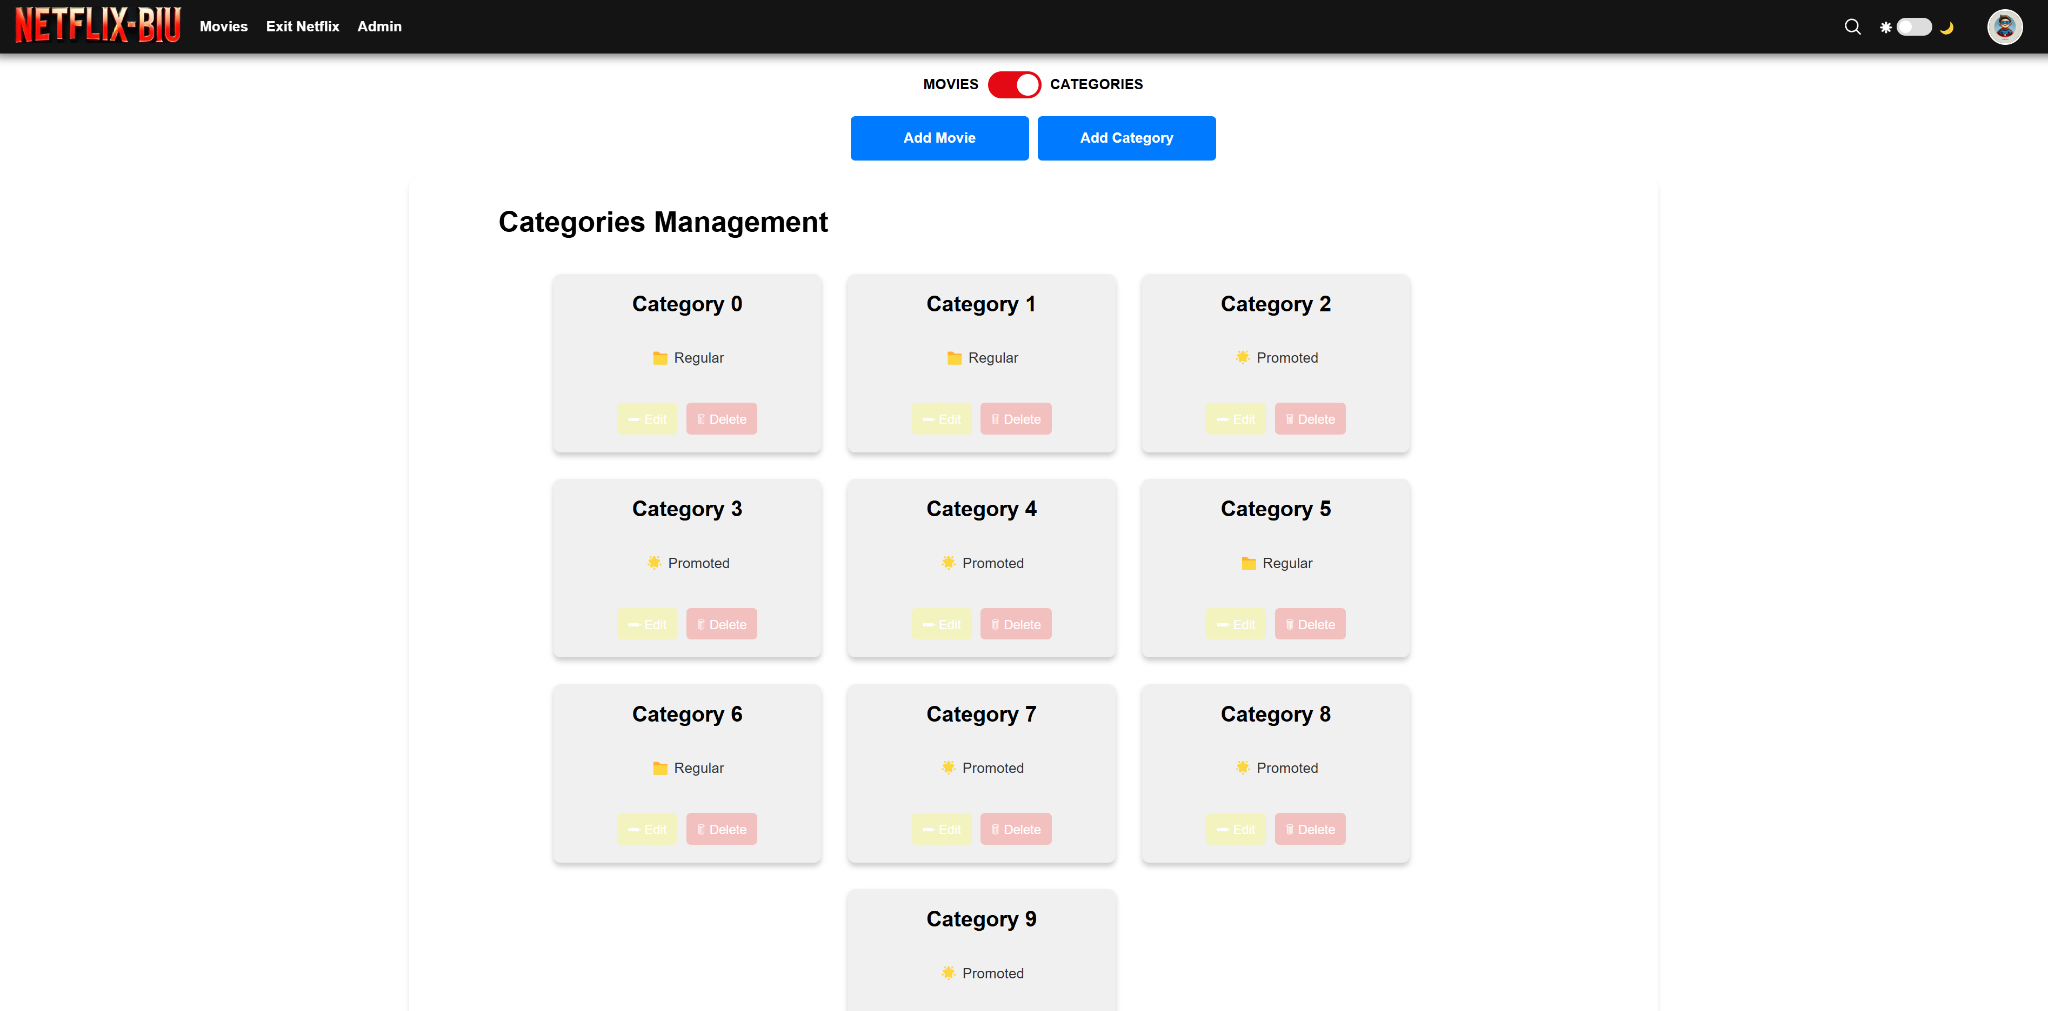 NETFLIX-BIU Movies Exit Netflix Admin
MOVIES CATEGORIES
Add Movie Add Category
Categories Management
Category 0 Category 1 Category 2
Regular Regular Promoted
Edit Delete Edit Delete Edit Delete
Category 3 Category 4 Category 5
Promoted Promoted Regular
Edit Delete Edit Delete Edit Delete
Category 6 Category 7 Category 8
Regular Promoted Promoted
Edit Delete Edit Delete Edit Delete
Category 9
Promoted